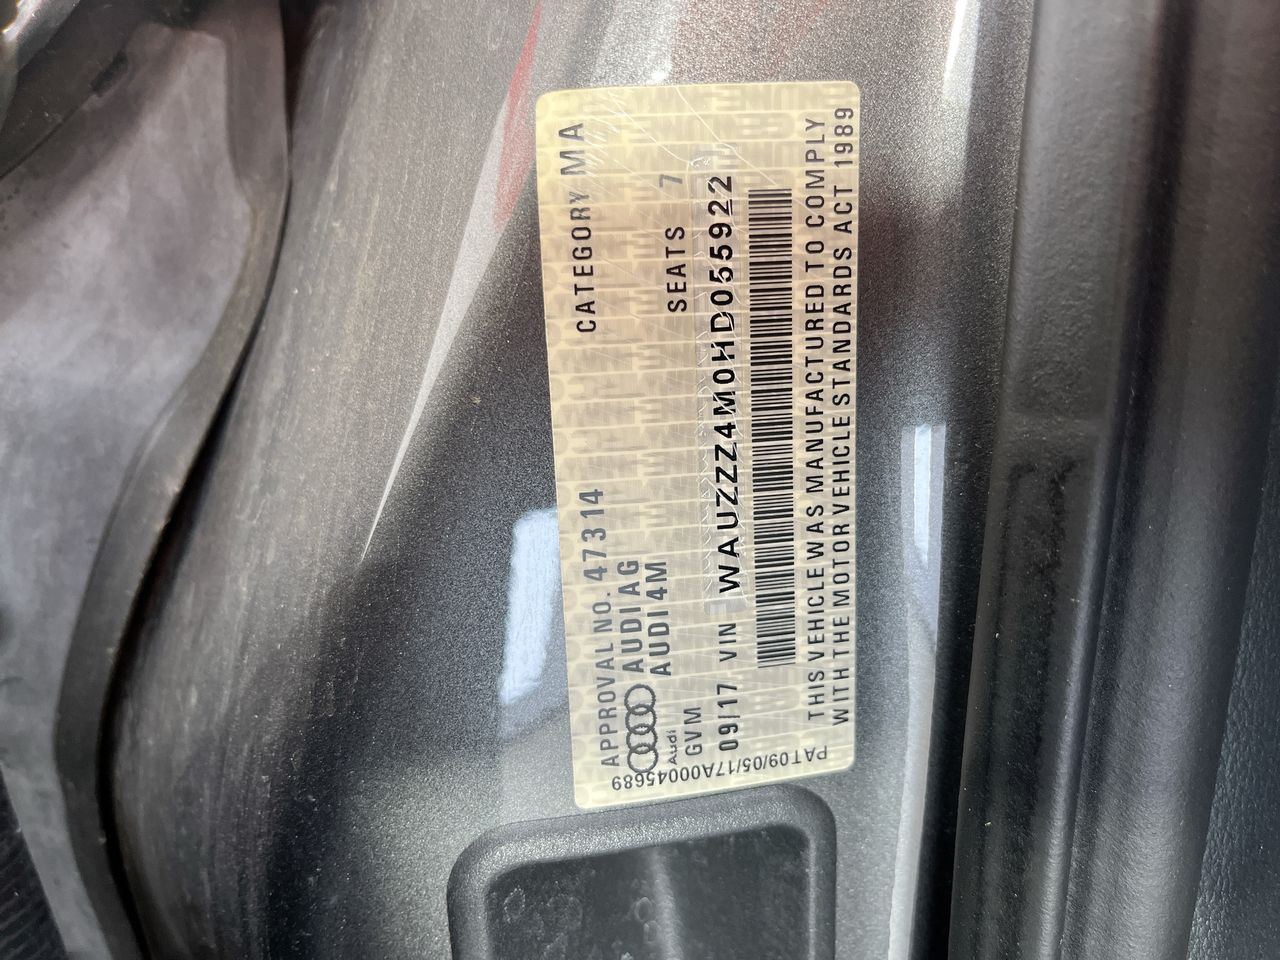 APPROVAL NO. 47314 CATEGORY MA
AUDI AG
AUDI 4M SEATS 7
Audi
GVM
09/17 VIN WAUZZZ4M0HD055922
THIS VEHICLE WAS MANUFACTURED TO COMPLY
WITH THE MOTOR VEHICLE STANDARDS ACT 1989
PAT09/05/17A00045689